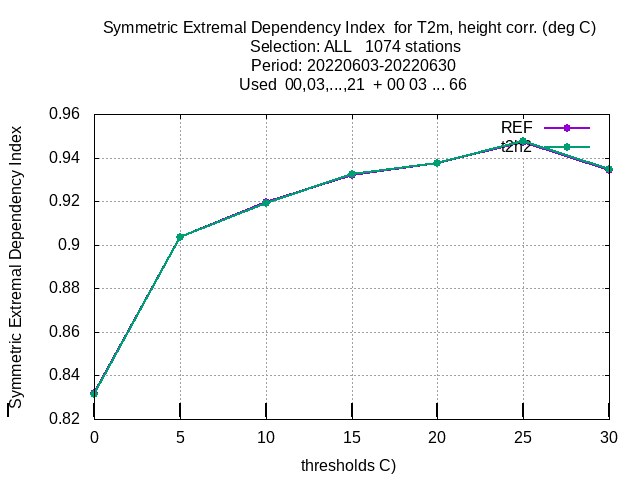 Symmetric Extremal Dependency Index for T2m, height corr. (deg C)
Selection: ALL 1074 stations
Period: 20220603-20220630
Used 00,03,...,21 + 00 03 ... 66
Symmetric Extremal Dependency Index
0.96
0.94
0.92
0.9
0.88
0.86
0.84
0.82
REF
t2h2
0 5 10 15 20 25 30
thresholds C)